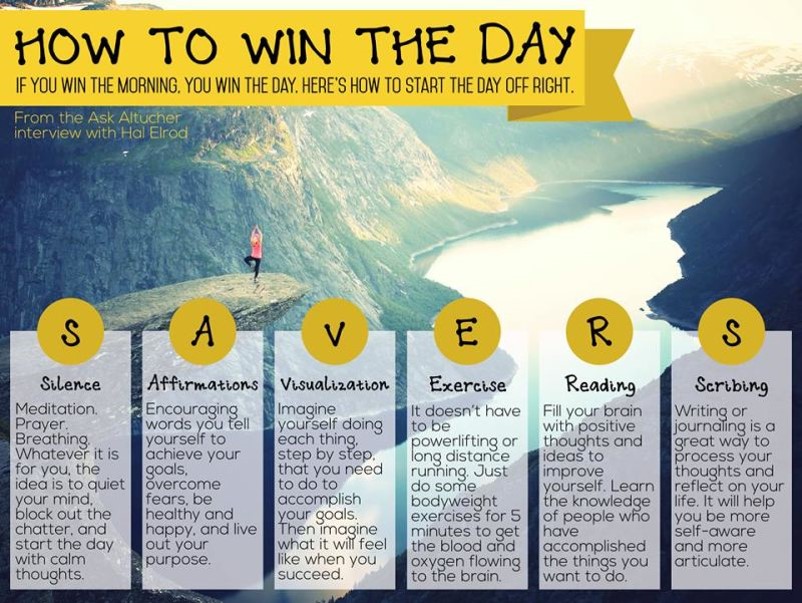 HOW TO WIN THE DAY
IF YOU WIN THE MORNING, YOU WIN THE DAY. HERE'S HOW TO START THE DAY OFF RIGHT.
From the Ask Altucher
interview with Hal Elrod
S
Silence
Meditation.
Prayer.
Breathing.
Whatever it is
for you, the
idea is to quiet
your mind,
block out the
chatter, and
start the day
with calm
thoughts.
A
Affirmations
Encouraging
words you tell
yourself to
achieve your
goals,
overcome
fears, be
healthy and
happy, and live
out your
purpose.
V
Visualization
Imagine
yourself doing
each thing,
step by step,
that you need
to do to
accomplish
your goals.
Then imagine
what it will feel
like when you
succeed.
E
Exercise
It doesn't have
to be
powerlifting or
long distance
running. Just
do some
bodyweight
exercises for 5
minutes to get
the blood and
oxygen flowing
to the brain.
R
Reading
Fill your brain
with positive
thoughts and
ideas to
improve
yourself. Learn
the knowledge
of people who
have
accomplished
the things you
want to do.
S
Scribing
Writing or
journaling is a
great way to
process your
thoughts and
reflect on your
life. It will help
you be more
self-aware
and more
articulate.